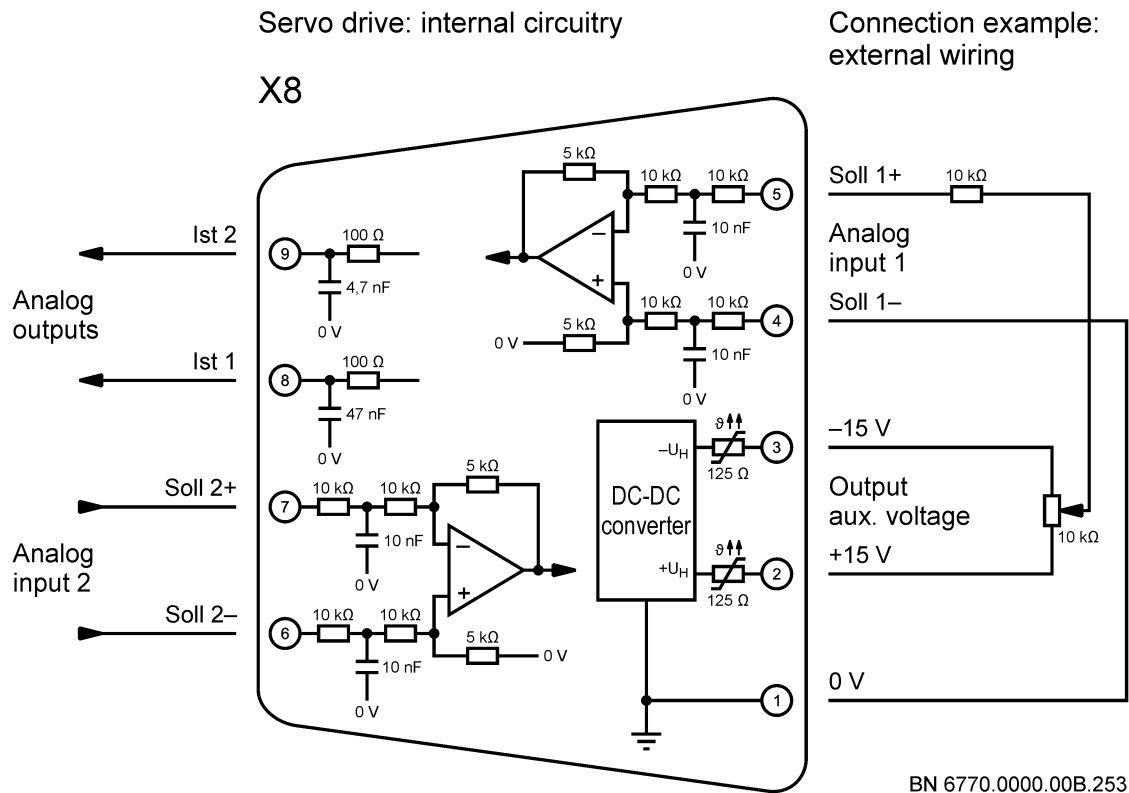 Servo drive: internal circuitry
Connection example:
external wiring
X8
5 kΩ
10 kΩ
10 kΩ
5
Soll 1+
10 kΩ
–
10 nF
0 V
+
Analog
input 1
Ist 2
9
100 Ω
4,7 nF
0 V
Analog
outputs
10 kΩ
10 kΩ
4
Soll 1–
5 kΩ
0 V
10 nF
0 V
Ist 1
8
100 Ω
47 nF
0 V
–UH
ϑ
125 Ω
3
–15 V
DC-DC
converter
Output
aux. voltage
10 kΩ
+UH
ϑ
125 Ω
2
+15 V
Soll 2+
7
10 kΩ
10 kΩ
5 kΩ
10 nF
0 V
–
+
Analog
input 2
Soll 2–
6
10 kΩ
10 kΩ
5 kΩ
0 V
10 nF
0 V
1
0 V
BN 6770.0000.00B.253